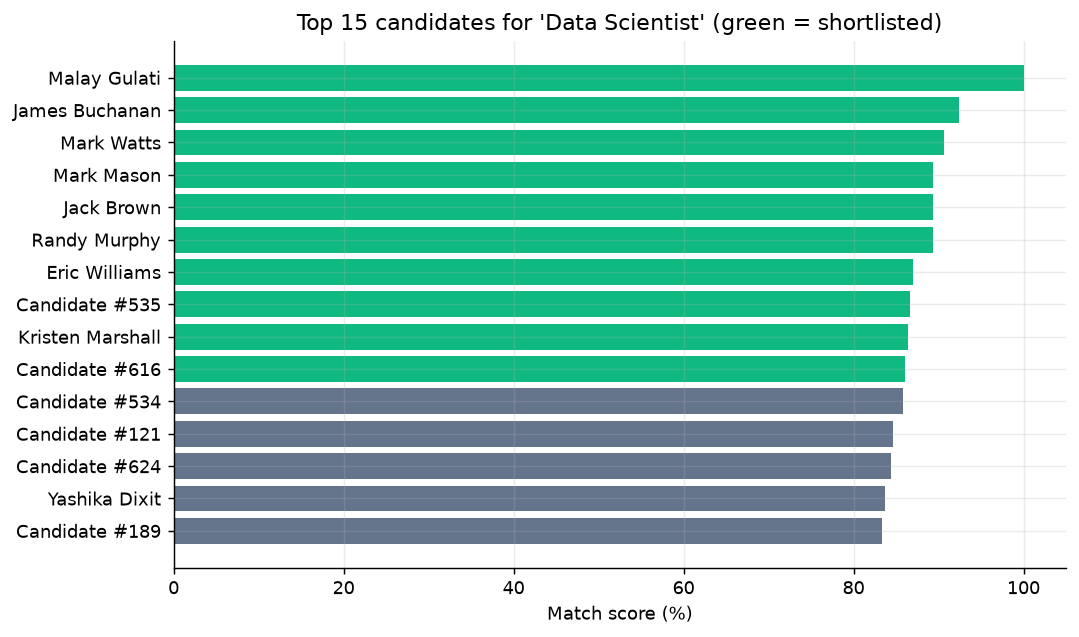 Top 15 candidates for 'Data Scientist' (green = shortlisted)
Malay Gulati
James Buchanan
Mark Watts
Mark Mason
Jack Brown
Randy Murphy
Eric Williams
Candidate #535
Kristen Marshall
Candidate #616
Candidate #534
Candidate #121
Candidate #624
Yashika Dixit
Candidate #189
0 20 40 60 80 100
Match score (%)